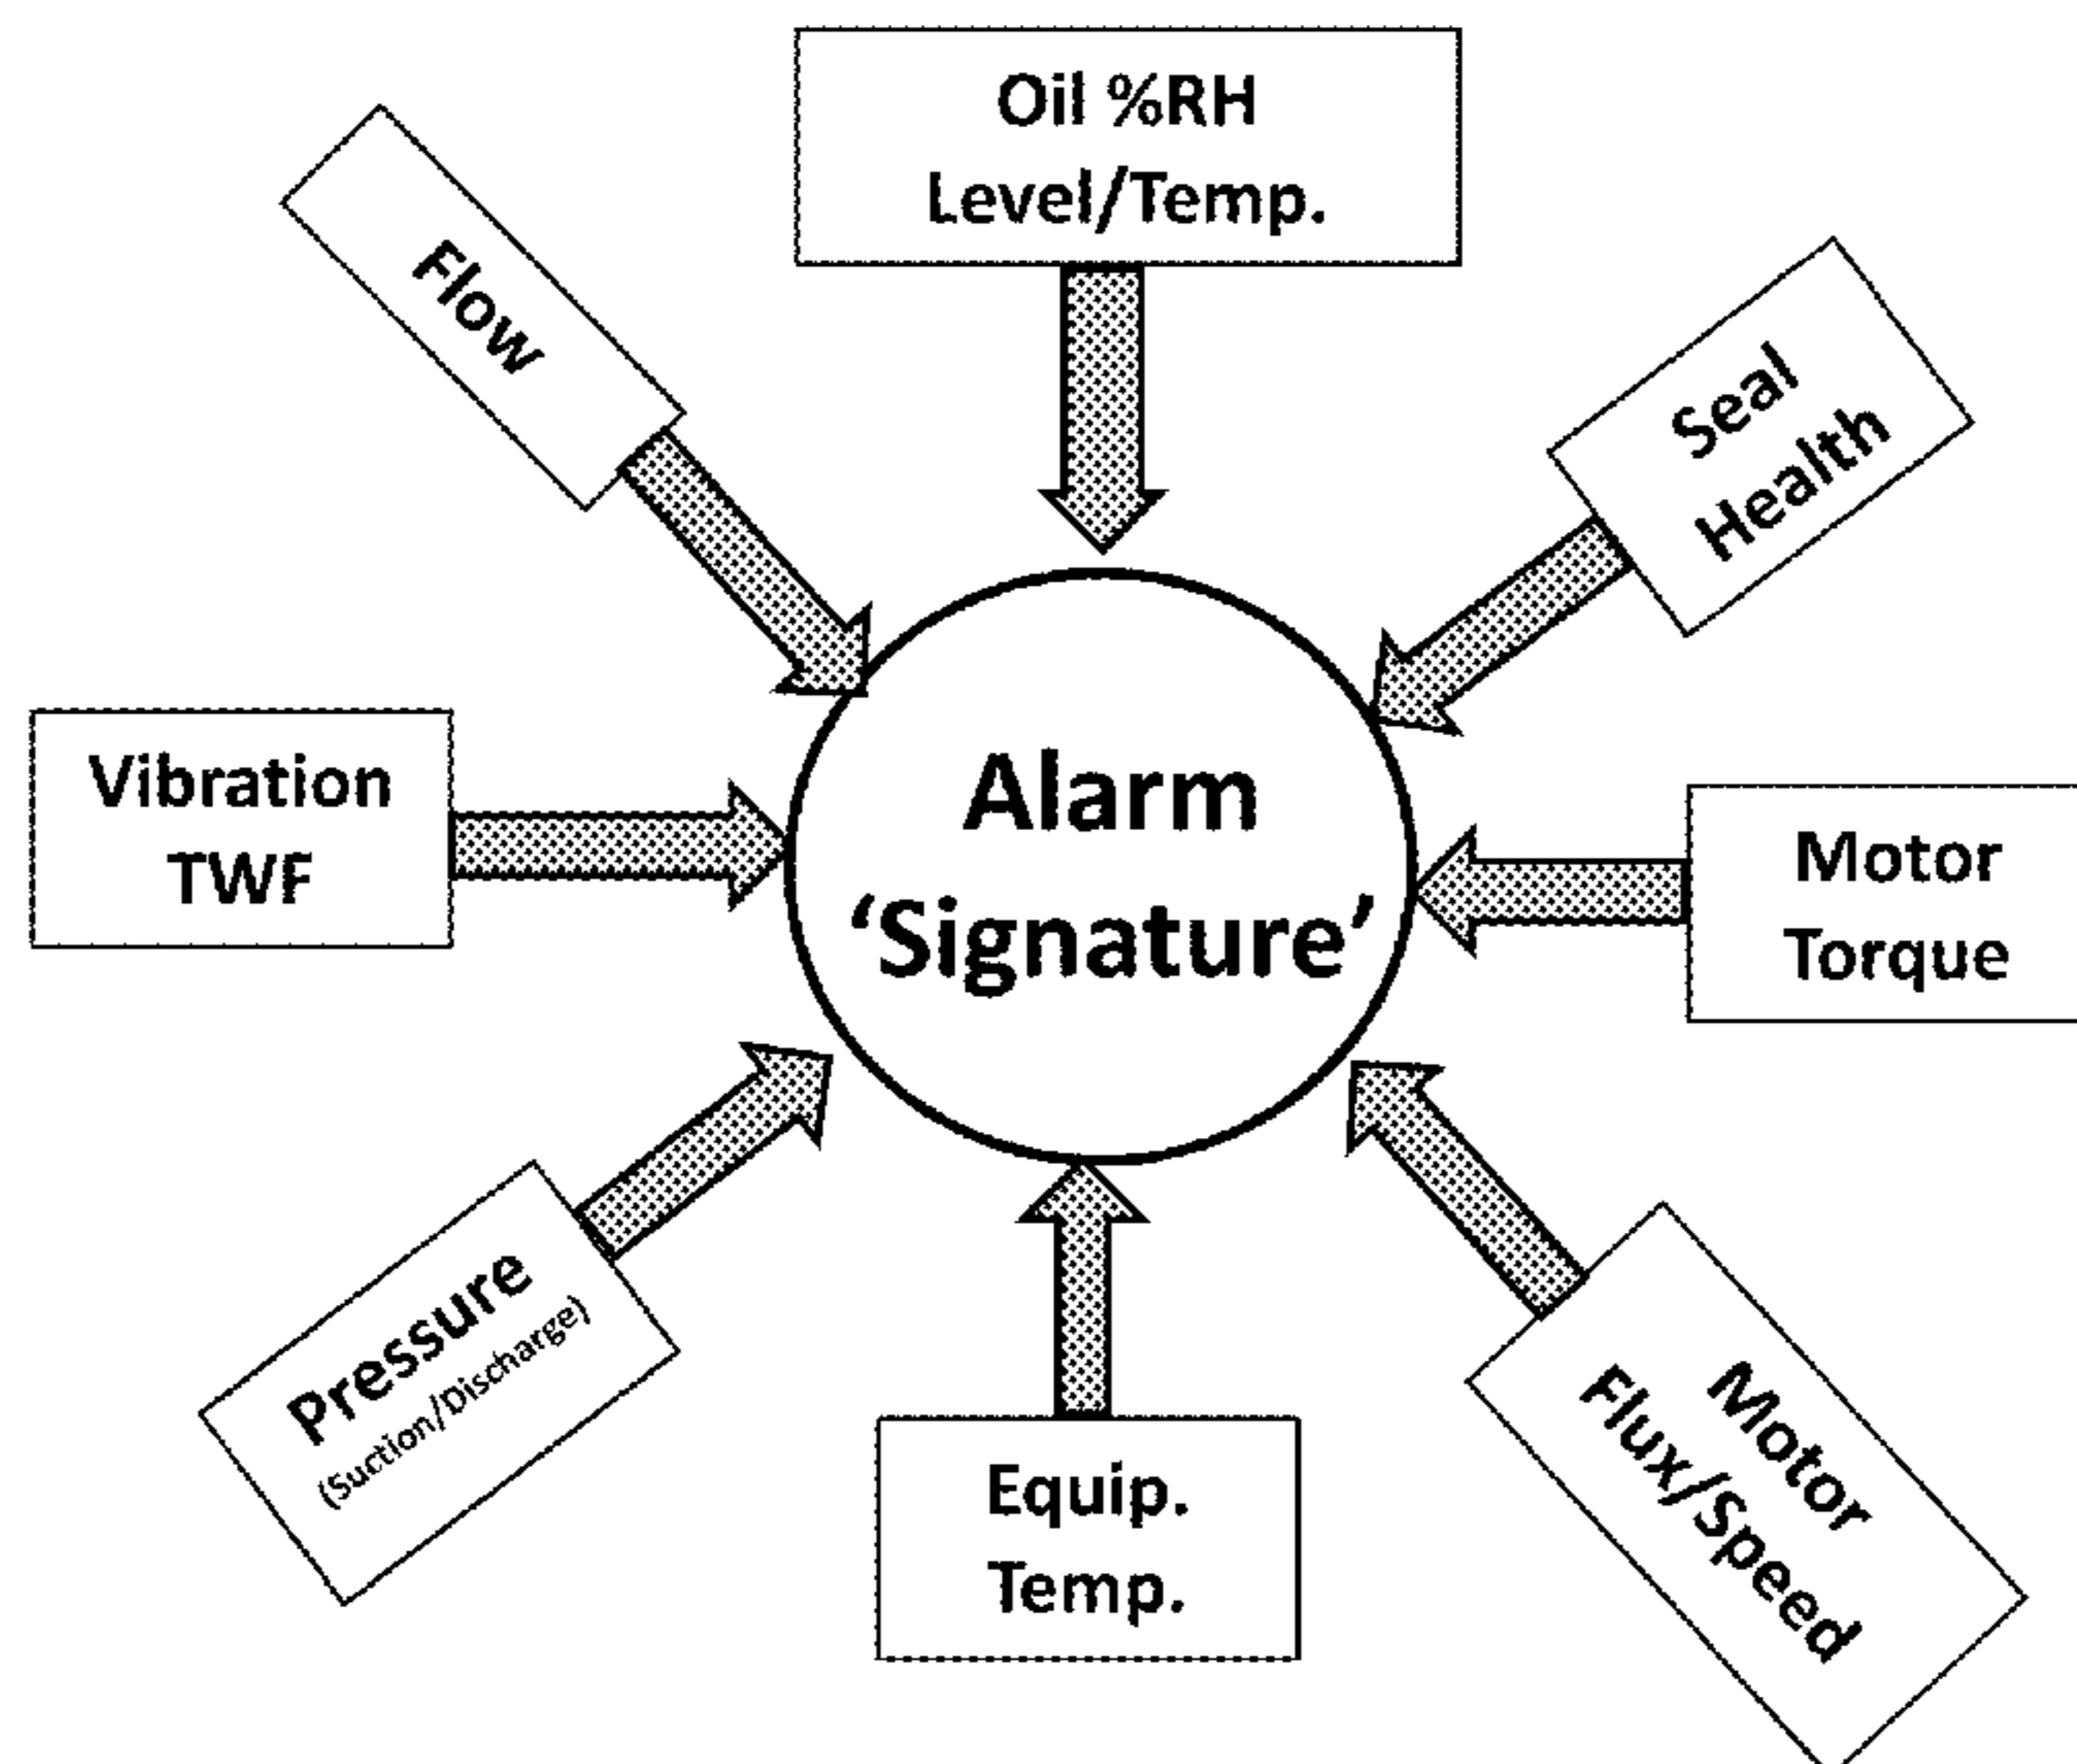 Oil %RH
Level/Temp.
Flow
Seal
Health
Vibration
TWF
Alarm
‘Signature’
Motor
Torque
Pressure
(Suction/Discharge)
Equip.
Temp.
Motor
Flux/Speed